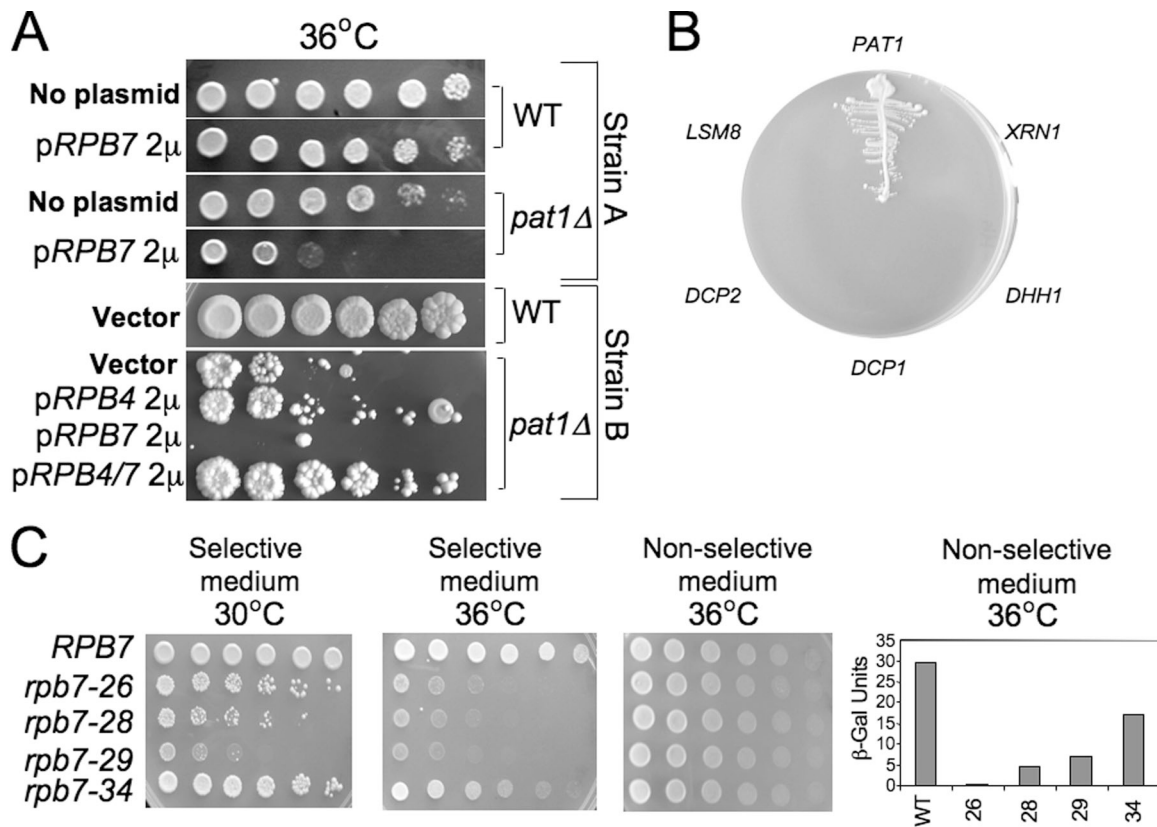 A
36°C
No plasmid
pRPB7 2μ
WT
No plasmid
pRPB7 2μ
pat1Δ
Strain A
Vector
WT
Vector
pRPB4 2μ
pRPB7 2μ
pRPB4/7 2μ
pat1Δ
Strain B
B
PAT1
LSM8
XRN1
DCP2
DHH1
DCP1
C
Selective
medium
30°C
Selective
medium
36°C
Non-selective
medium
36°C
Non-selective
medium
36°C
RPB7
rpb7-26
rpb7-28
rpb7-29
rpb7-34
β-Gal Units
35
30
25
20
15
10
5
0
WT
26
28
29
34